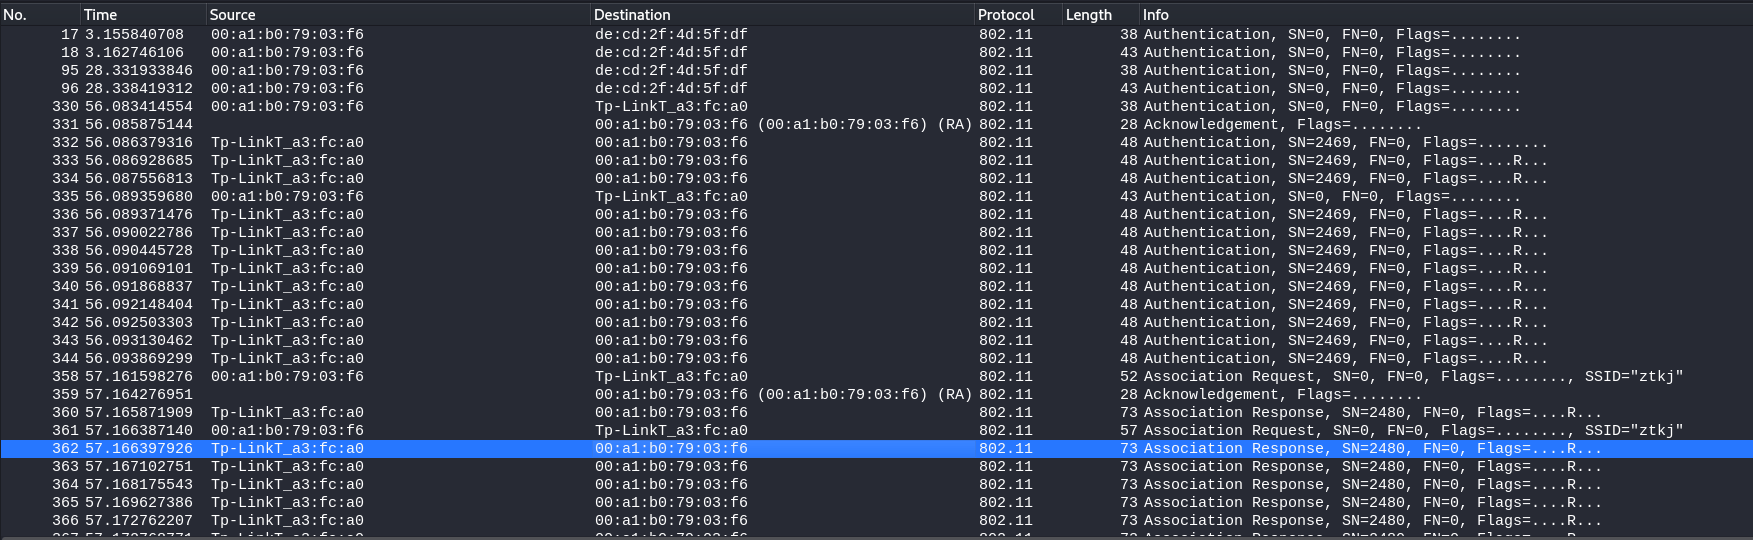 No. Time Source Destination Protocol Length Info
17 3.155840708 00:a1:b0:79:03:f6 de:cd:2f:4d:5f:df 802.11 38 Authentication, SN=0, FN=0, Flags=........
18 3.162746106 00:a1:b0:79:03:f6 de:cd:2f:4d:5f:df 802.11 43 Authentication, SN=0, FN=0, Flags=........
95 28.331933846 00:a1:b0:79:03:f6 de:cd:2f:4d:5f:df 802.11 38 Authentication, SN=0, FN=0, Flags=........
96 28.338419312 00:a1:b0:79:03:f6 de:cd:2f:4d:5f:df 802.11 43 Authentication, SN=0, FN=0, Flags=........
330 56.083414554 00:a1:b0:79:03:f6 Tp-LinkT_a3:fc:a0 802.11 38 Authentication, SN=0, FN=0, Flags=........
331 56.085875144 00:a1:b0:79:03:f6 (00:a1:b0:79:03:f6) (RA) 802.11 28 Acknowledgement, Flags=........
332 56.086379316 Tp-LinkT_a3:fc:a0 00:a1:b0:79:03:f6 802.11 48 Authentication, SN=2469, FN=0, Flags=........
333 56.086928685 Tp-LinkT_a3:fc:a0 00:a1:b0:79:03:f6 802.11 48 Authentication, SN=2469, FN=0, Flags=....R...
334 56.087556813 Tp-LinkT_a3:fc:a0 00:a1:b0:79:03:f6 802.11 48 Authentication, SN=2469, FN=0, Flags=....R...
335 56.089359680 00:a1:b0:79:03:f6 Tp-LinkT_a3:fc:a0 802.11 43 Authentication, SN=0, FN=0, Flags=........
336 56.089371476 Tp-LinkT_a3:fc:a0 00:a1:b0:79:03:f6 802.11 48 Authentication, SN=2469, FN=0, Flags=....R...
337 56.090022786 Tp-LinkT_a3:fc:a0 00:a1:b0:79:03:f6 802.11 48 Authentication, SN=2469, FN=0, Flags=....R...
338 56.090445728 Tp-LinkT_a3:fc:a0 00:a1:b0:79:03:f6 802.11 48 Authentication, SN=2469, FN=0, Flags=....R...
339 56.091069101 Tp-LinkT_a3:fc:a0 00:a1:b0:79:03:f6 802.11 48 Authentication, SN=2469, FN=0, Flags=....R...
340 56.091868837 Tp-LinkT_a3:fc:a0 00:a1:b0:79:03:f6 802.11 48 Authentication, SN=2469, FN=0, Flags=....R...
341 56.092148404 Tp-LinkT_a3:fc:a0 00:a1:b0:79:03:f6 802.11 48 Authentication, SN=2469, FN=0, Flags=....R...
342 56.092503303 Tp-LinkT_a3:fc:a0 00:a1:b0:79:03:f6 802.11 48 Authentication, SN=2469, FN=0, Flags=....R...
343 56.093130462 Tp-LinkT_a3:fc:a0 00:a1:b0:79:03:f6 802.11 48 Authentication, SN=2469, FN=0, Flags=....R...
344 56.093869299 Tp-LinkT_a3:fc:a0 00:a1:b0:79:03:f6 802.11 48 Authentication, SN=2469, FN=0, Flags=....R...
358 57.161598276 00:a1:b0:79:03:f6 Tp-LinkT_a3:fc:a0 802.11 52 Association Request, SN=0, FN=0, Flags=........, SSID="ztkj"
359 57.164276951 00:a1:b0:79:03:f6 (00:a1:b0:79:03:f6) (RA) 802.11 28 Acknowledgement, Flags=........
360 57.165871909 Tp-LinkT_a3:fc:a0 00:a1:b0:79:03:f6 802.11 73 Association Response, SN=2480, FN=0, Flags=....R...
361 57.166387140 00:a1:b0:79:03:f6 Tp-LinkT_a3:fc:a0 802.11 57 Association Request, SN=0, FN=0, Flags=........, SSID="ztkj"
362 57.166397926 Tp-LinkT_a3:fc:a0 00:a1:b0:79:03:f6 802.11 73 Association Response, SN=2480, FN=0, Flags=....R...
363 57.167102751 Tp-LinkT_a3:fc:a0 00:a1:b0:79:03:f6 802.11 73 Association Response, SN=2480, FN=0, Flags=....R...
364 57.168175543 Tp-LinkT_a3:fc:a0 00:a1:b0:79:03:f6 802.11 73 Association Response, SN=2480, FN=0, Flags=....R...
365 57.169627386 Tp-LinkT_a3:fc:a0 00:a1:b0:79:03:f6 802.11 73 Association Response, SN=2480, FN=0, Flags=....R...
366 57.172762207 Tp-LinkT_a3:fc:a0 00:a1:b0:79:03:f6 802.11 73 Association Response, SN=2480, FN=0, Flags=....R...